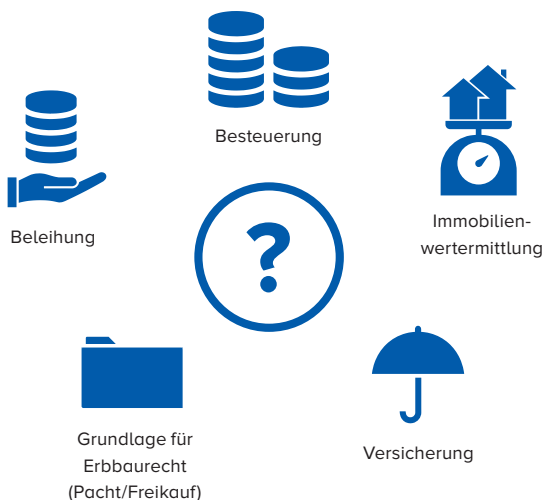 Besteuerung
Beleihung
Immobilien-
wertermittlung
?
Grundlage für
Erbbaurecht
(Pacht/Freikauf)
Versicherung